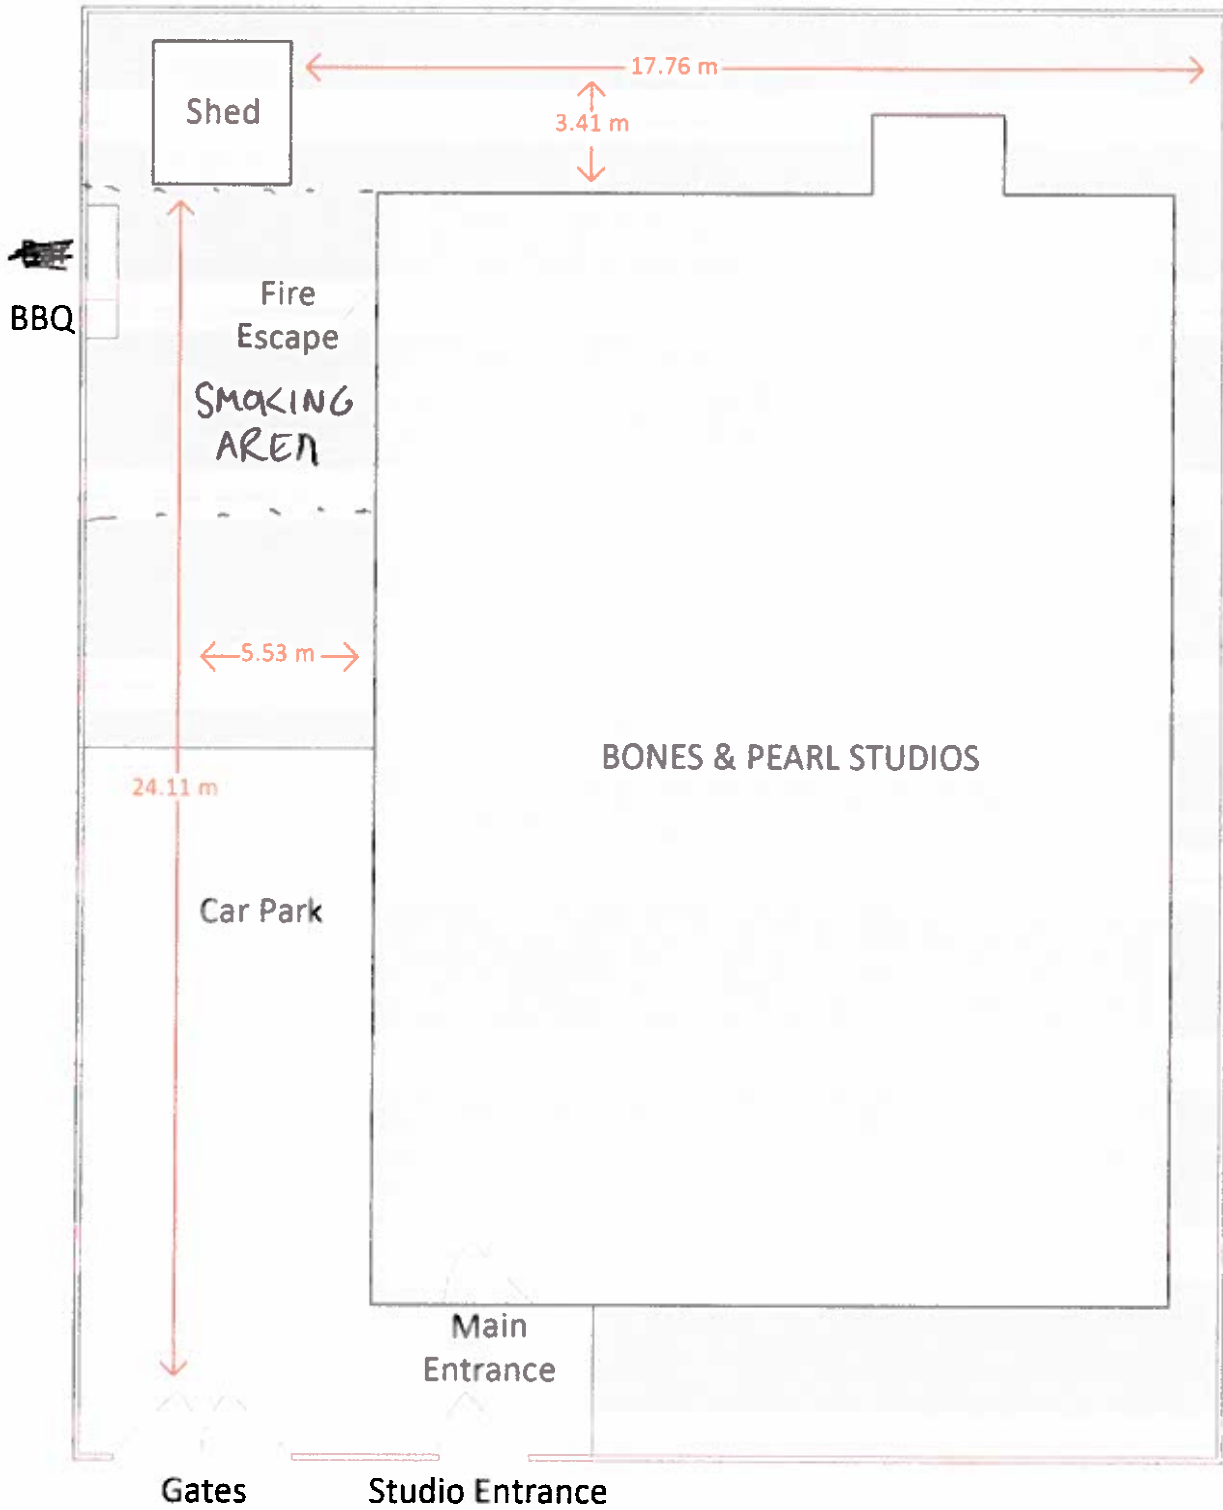 17.76 m
Shed
3.41 m
BBQ
Fire
Escape
SMOKING
AREA
5.53 m
BONES & PEARL STUDIOS
24.11 m
Car Park
Main
Entrance
Gates
Studio Entrance